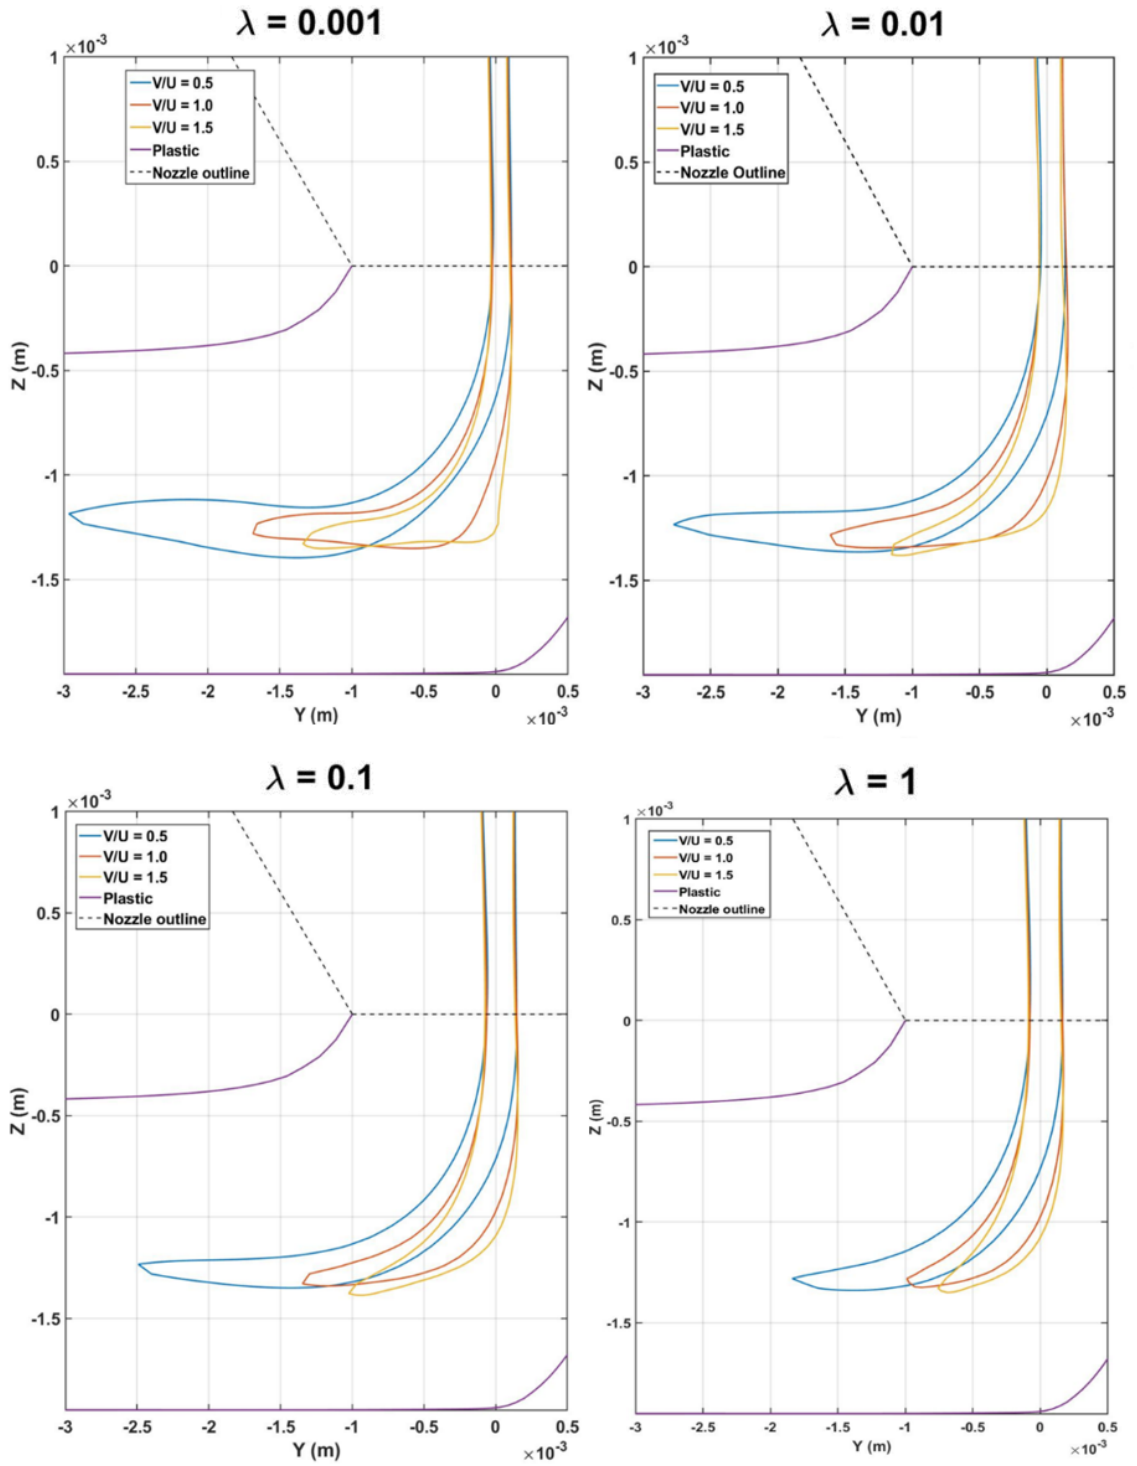 λ = 0.001
×10⁻³
V/U = 0.5
V/U = 1.0
V/U = 1.5
Plastic
Nozzle outline
1
0.5
0
-0.5
-1
-1.5
Z (m)
-3 -2.5 -2 -1.5 -1 -0.5 0 0.5
Y (m)
×10⁻³
λ = 0.01
×10⁻³
V/U = 0.5
V/U = 1.0
V/U = 1.5
Plastic
Nozzle Outline
1
0.5
0
-0.5
-1
-1.5
Z (m)
-3 -2.5 -2 -1.5 -1 -0.5 0 0.5
Y (m)
×10⁻³
λ = 0.1
×10⁻³
V/U = 0.5
V/U = 1.0
V/U = 1.5
Plastic
Nozzle outline
1
0.5
0
-0.5
-1
-1.5
Z (m)
-3 -2.5 -2 -1.5 -1 -0.5 0 0.5
Y (m)
×10⁻³
λ = 1
×10⁻³
V/U = 0.5
V/U = 1.0
V/U = 1.5
Plastic
Nozzle outline
1
0.5
0
-0.5
-1
-1.5
Z (m)
-3 -2.5 -2 -1.5 -1 -0.5 0 0.5
Y (m)
×10⁻³